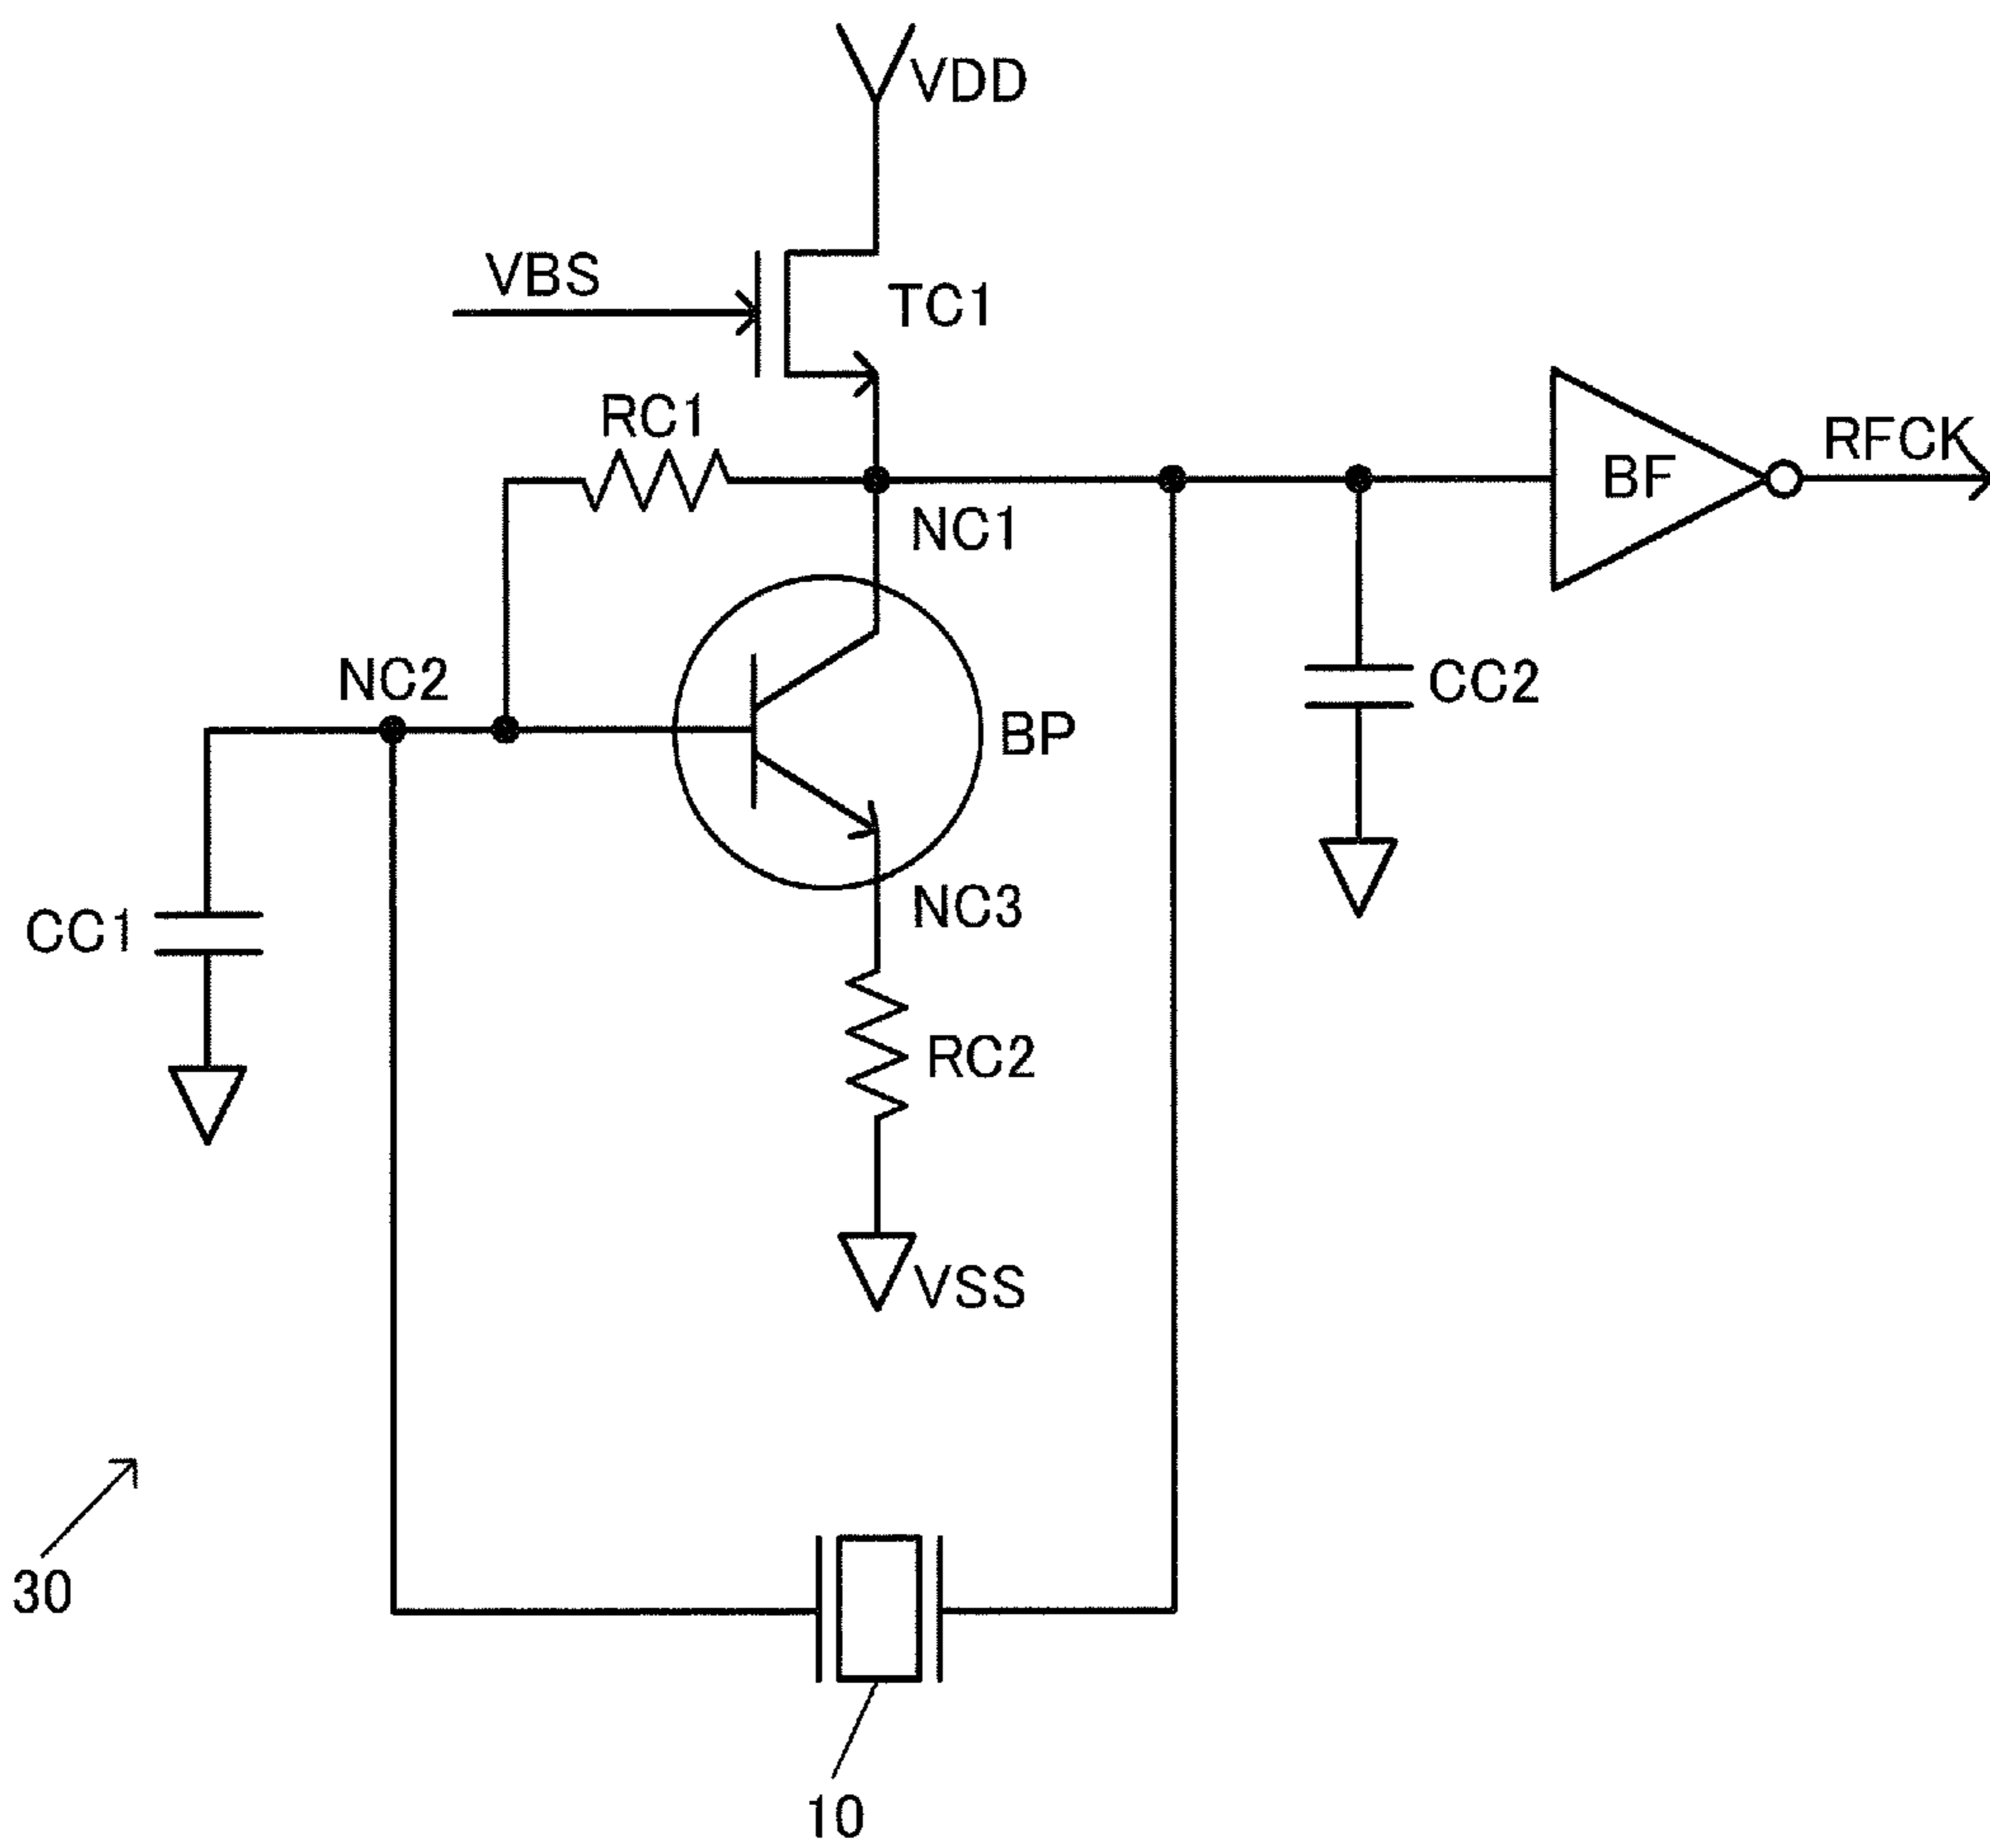 VDD
VBS
TC1
RC1
RFCK
BF
NC1
NC2
CC2
BP
NC3
CC1
RC2
VSS
30
10